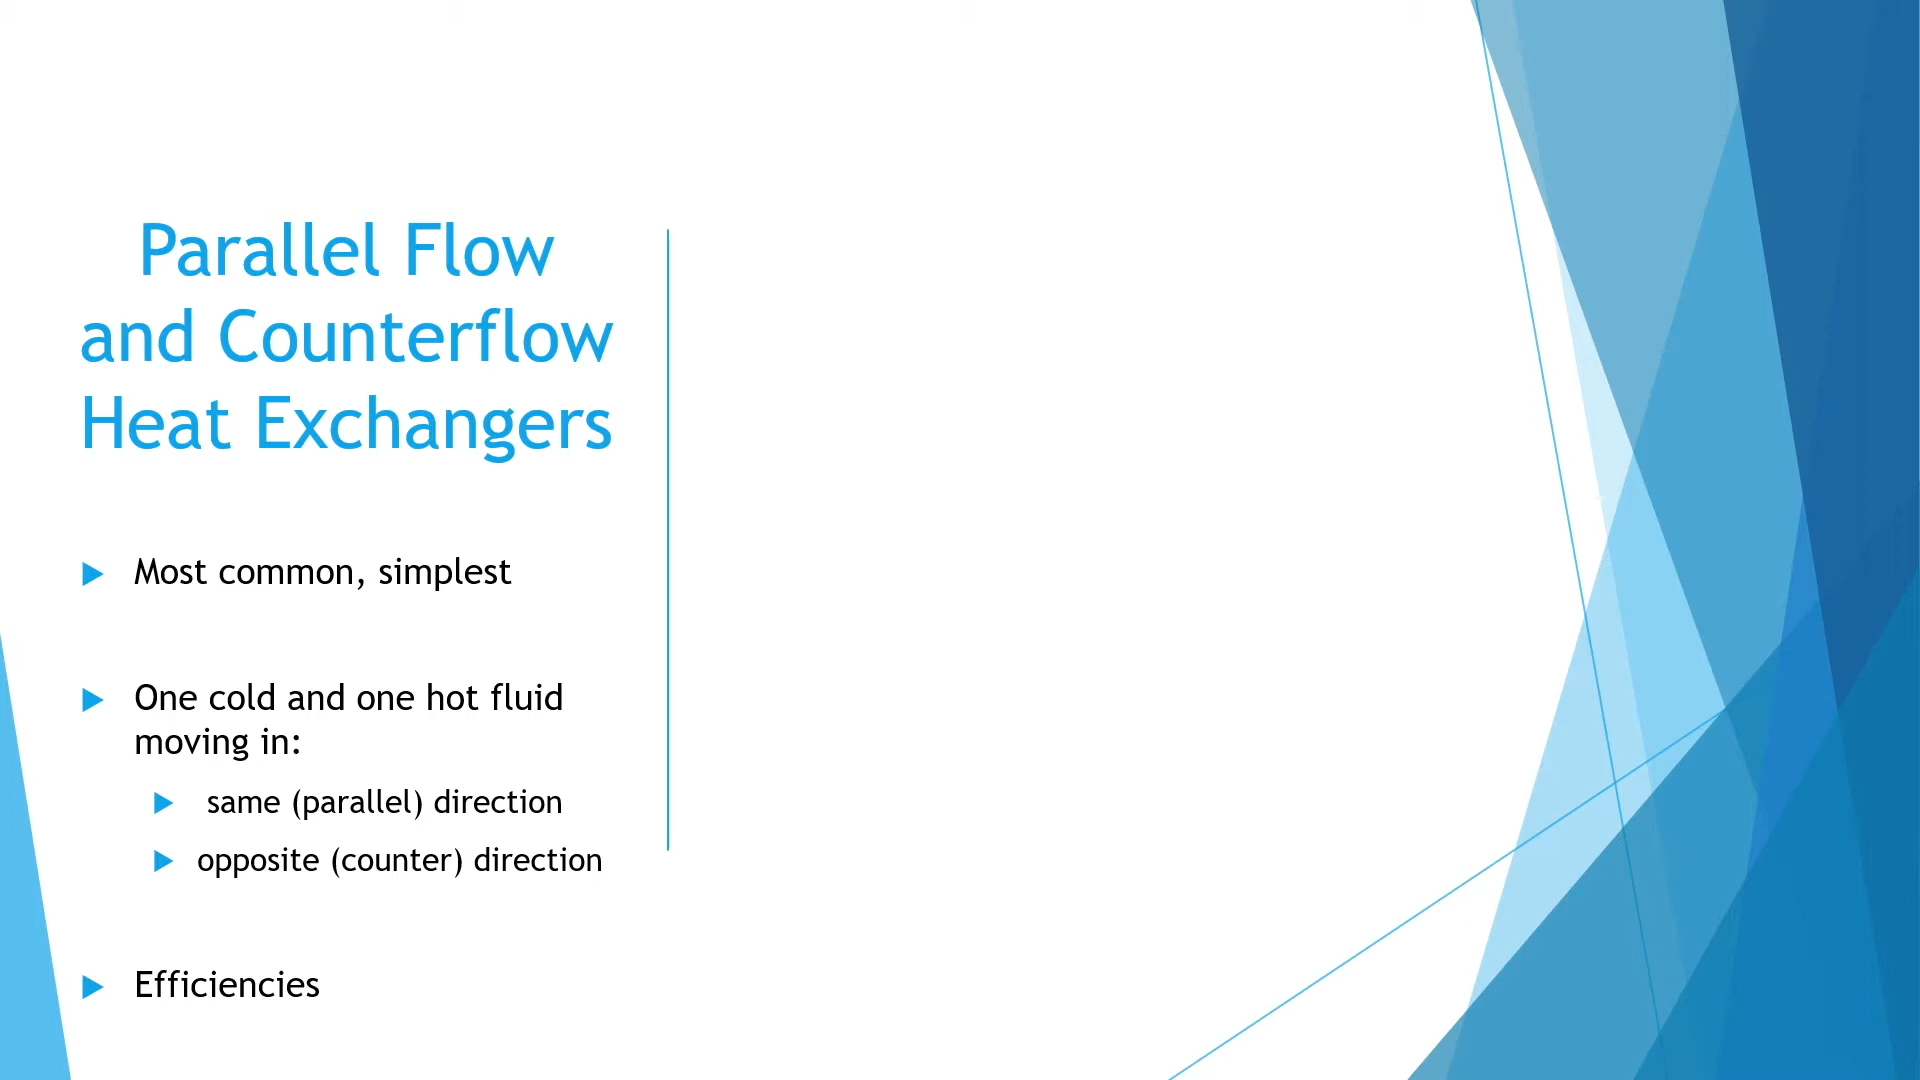 Parallel Flow
and Counterflow
Heat Exchangers
Most common, simplest
One cold and one hot fluid
moving in:
same (parallel) direction
opposite (counter) direction
Efficiencies